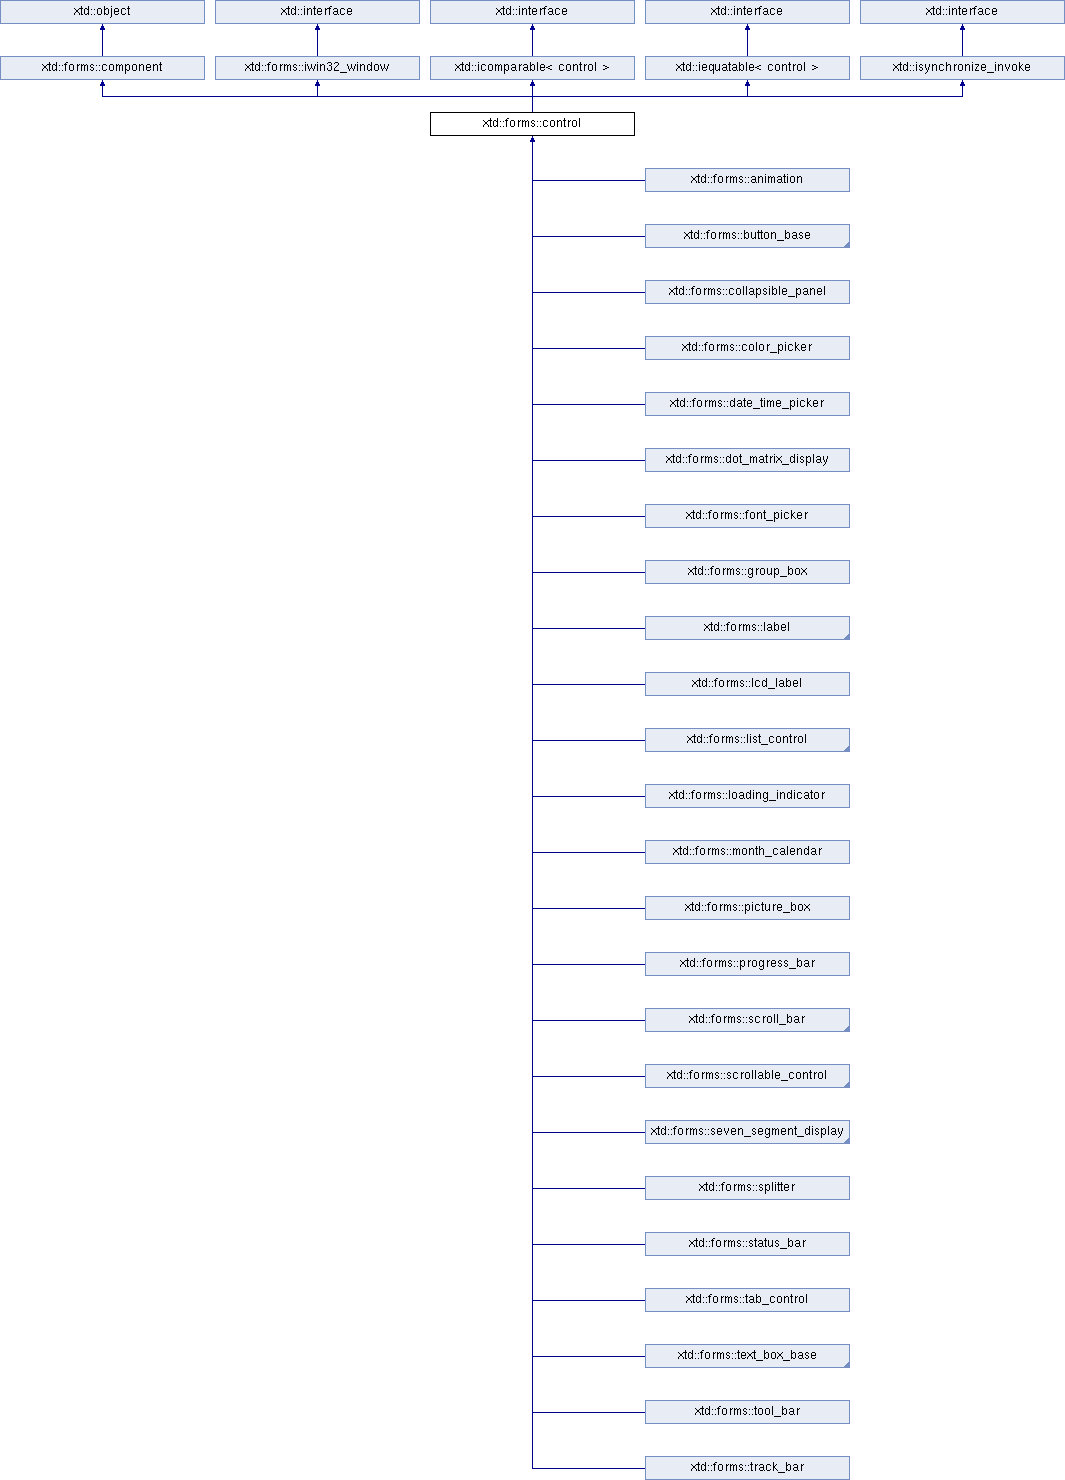 xtd::object
xtd::interface
xtd::interface
xtd::interface
xtd::interface
xtd::forms::component
xtd::forms::iwin32_window
xtd::icomparable< control >
xtd::iequatable< control >
xtd::isynchronize_invoke
xtd::forms::control
xtd::forms::animation
xtd::forms::button_base
xtd::forms::collapsible_panel
xtd::forms::color_picker
xtd::forms::date_time_picker
xtd::forms::dot_matrix_display
xtd::forms::font_picker
xtd::forms::group_box
xtd::forms::label
xtd::forms::lcd_label
xtd::forms::list_control
xtd::forms::loading_indicator
xtd::forms::month_calendar
xtd::forms::picture_box
xtd::forms::progress_bar
xtd::forms::scroll_bar
xtd::forms::scrollable_control
xtd::forms::seven_segment_display
xtd::forms::splitter
xtd::forms::status_bar
xtd::forms::tab_control
xtd::forms::text_box_base
xtd::forms::tool_bar
xtd::forms::track_bar